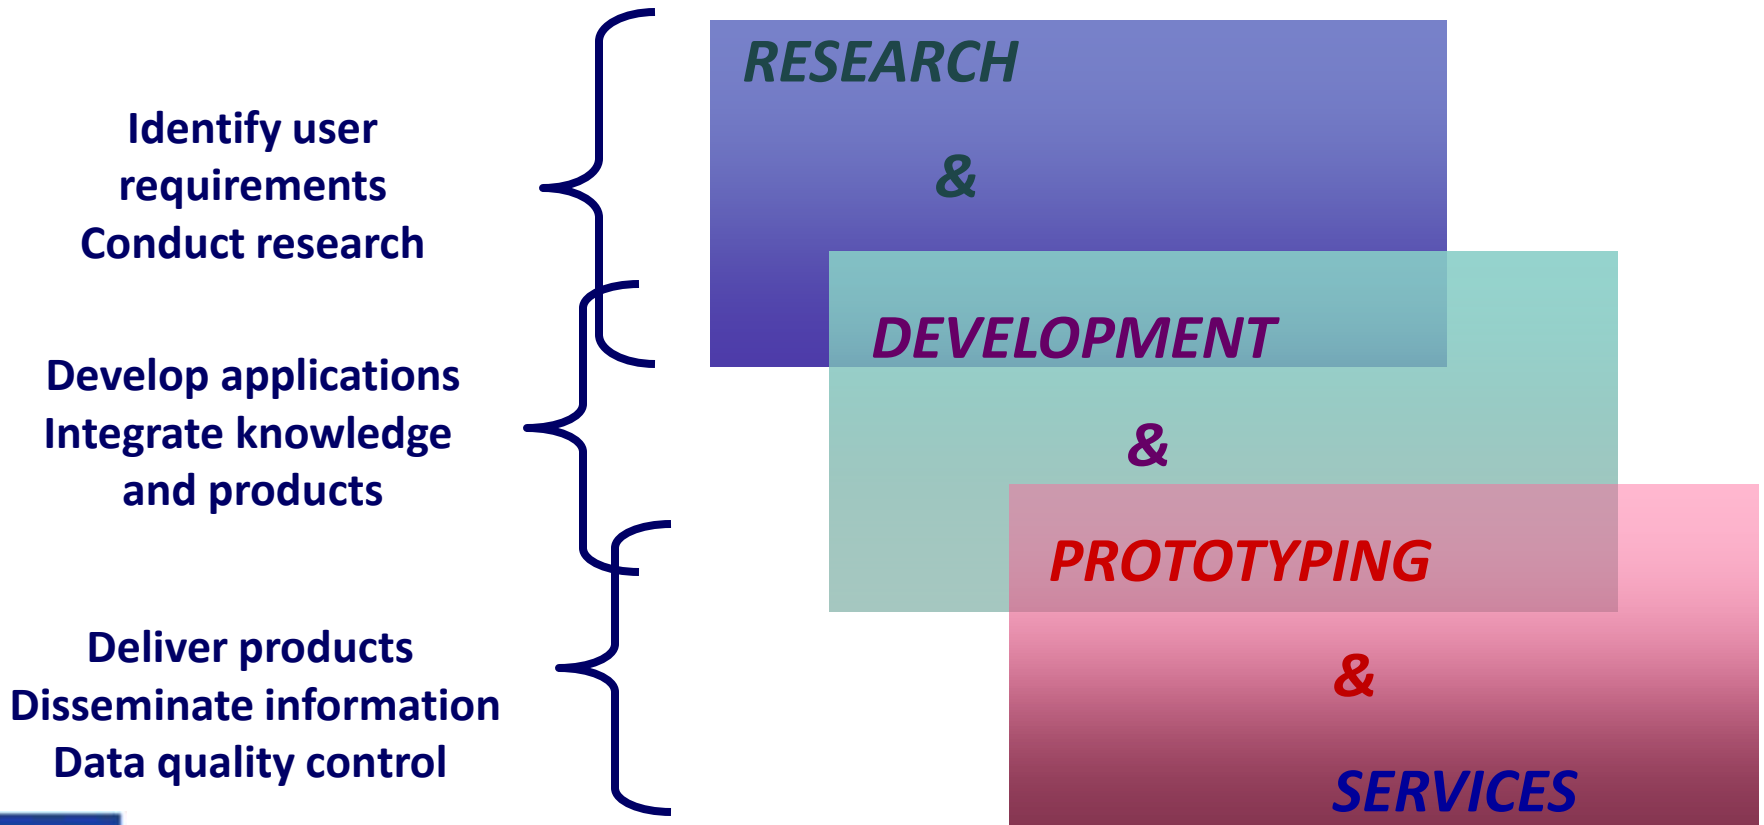 RESEARCH
&
Identify user
requirements
Conduct research
DEVELOPMENT
&
Develop applications
Integrate knowledge
and products
PROTOTYPING
&
SERVICES
Deliver products
Disseminate information
Data quality control